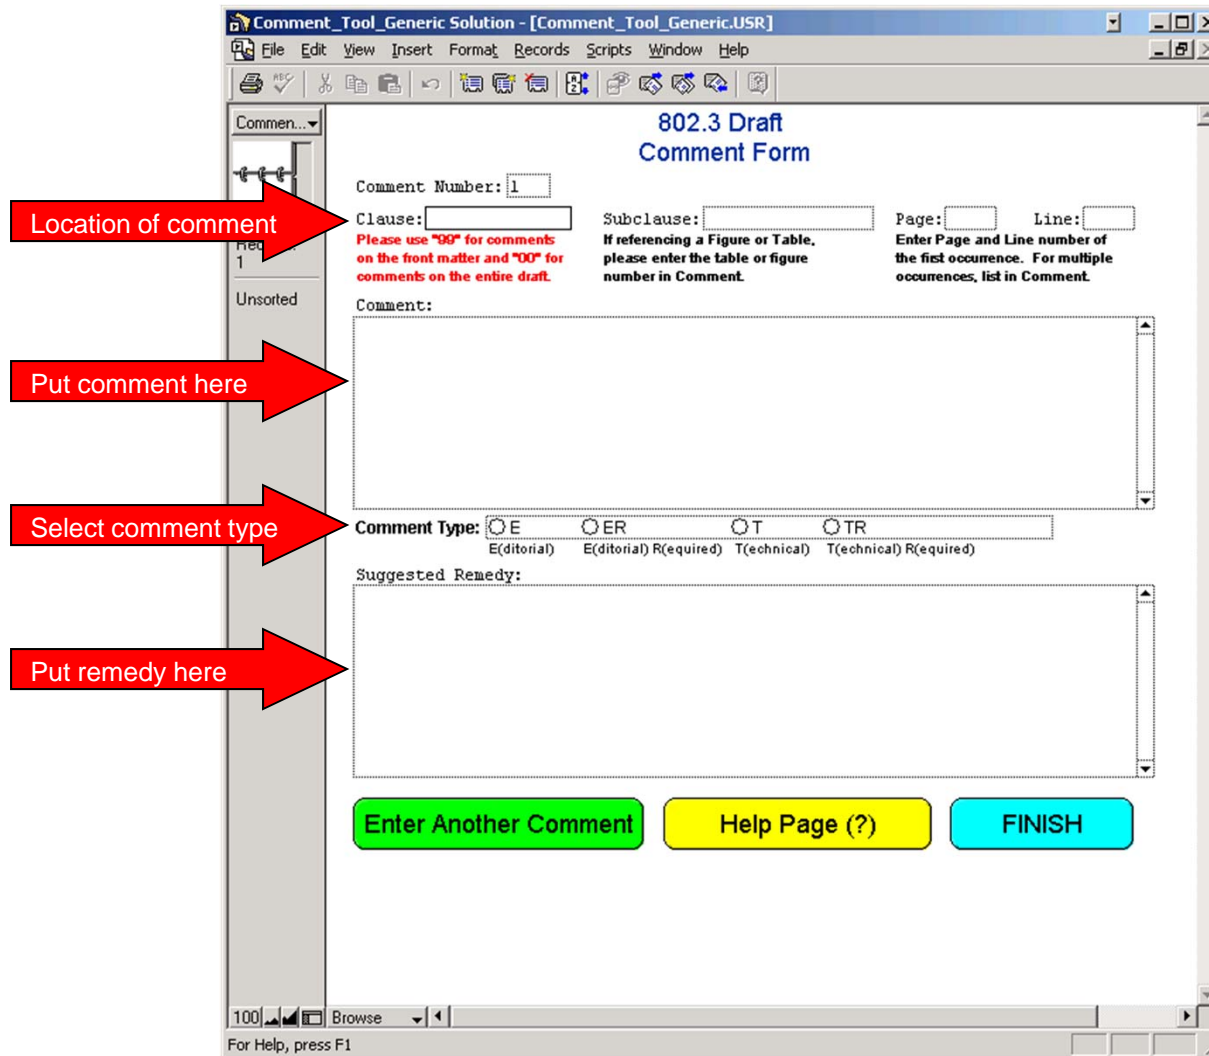 Comment_Tool_Generic Solution - [Comment_Tool_Generic.USR]
File Edit View Insert Format Records Scripts Window Help
Commen...
802.3 Draft
Comment Form
Comment Number: 1
Location of comment
Clause: Subclause: Page: Line:
Please use "99" for comments
on the front matter and "00" for
comments on the entire draft.
If referencing a Figure or Table,
please enter the table or figure
number in Comment.
Enter Page and Line number of
the first occurrence. For multiple
occurrences, list in Comment.
1
Unsorted
Comment:
Put comment here
Select comment type
Comment Type: E ER T TR
E(ditorial) E(ditorial) R(equired) T(echnical) T(echnical) R(equired)
Suggested Remedy:
Put remedy here
Enter Another Comment Help Page (?) FINISH
100 Browse
For Help, press F1